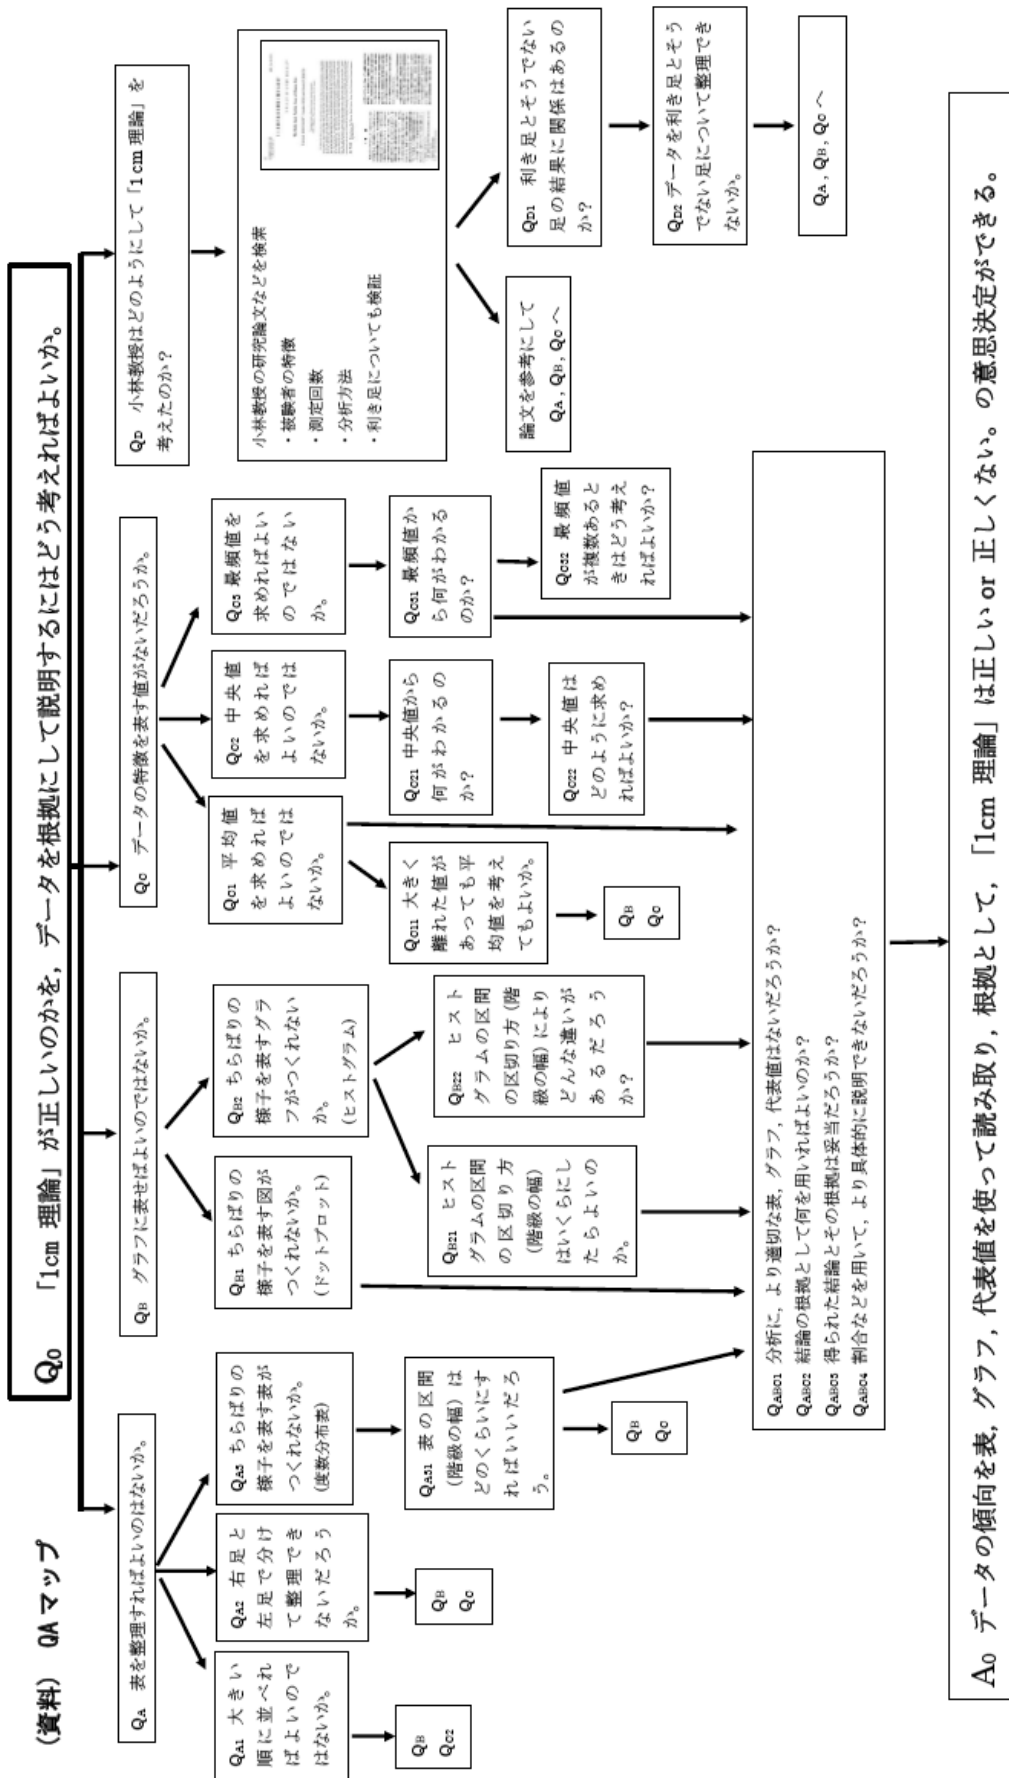 (資料) QAマップ
Q0 「1cm 理論」が正しいのかを，データを根拠にして説明するにはどう考えればよいか。
QA 表を整理すればよいのはないか。
QA1 大きい
順に並べれ
ばよいので
はないか。
QB
QC2
QA2 右足と
左足で分け
て整理でき
ないだろう
か。
QB
QC
QA3 ちらばりの
様子を表す表が
つくれないか。
(度数分布表)
QA31 表の区間
(階級の幅) は
どのくらいにす
ればいいだろ
う。
QB
QC
QB グラフに表せばよいのではないか。
QB1 ちらばりの
様子を表す図が
つくれないか。
(ドットプロット)
QB2 ちらばりの
様子を表すグラ
フがつくれない
か。
(ヒストグラム)
QB21 ヒスト
グラムの区間
の区切り方
(階級の幅)
はいくらにし
たらよいの
か。
QB22 ヒスト
グラムの区間
の区切り方 (階
級の幅) により
どんな違いが
あるだろう
か？
QC データの特徴を表す値がないだろうか。
QC1 平均値
を求めれば
よいのでは
ないか。
QC11 大きく
離れた値が
あっても平
均値を考え
てもよいか。
QB
QC
QC2 中央値
を求めれば
よいのでは
ないか。
QC21 中央値から
何がわかるの
か？
QC22 中央値は
どのように求め
ればよいか？
QC3 最頻値を
求めればよい
のではない
か。
QC31 最頻値か
ら何がわかる
のか？
QC32 最頻値
が複数あると
きはどう考え
ればよいか？
QD 小林教授はどのようにして「1cm 理論」を
考えたのか？
小林教授の研究論文などを検索
・被験者の特徴
・測定回数
・分析方法
・利き足についても検証
論文を参考にして
QA，QB，QC へ
QD1 利き足とそうでない
足の結果に関係はあるの
か？
QD2 データを利き足とそう
でない足について整理でき
ないか。
QA，QB，QC へ
QABC1 分析に，より適切な表，グラフ，代表値はないだろうか？
QABC2 結論の根拠として何を用いればよいのか？
QABC3 得られた結論とその根拠は妥当だろうか？
QABC4 割合などを用いて，より具体的に説明できないだろうか？
A0 データの傾向を表，グラフ，代表値を使って読み取り，根拠として，「1cm 理論」は正しい or 正しくない。の意思決定ができる。